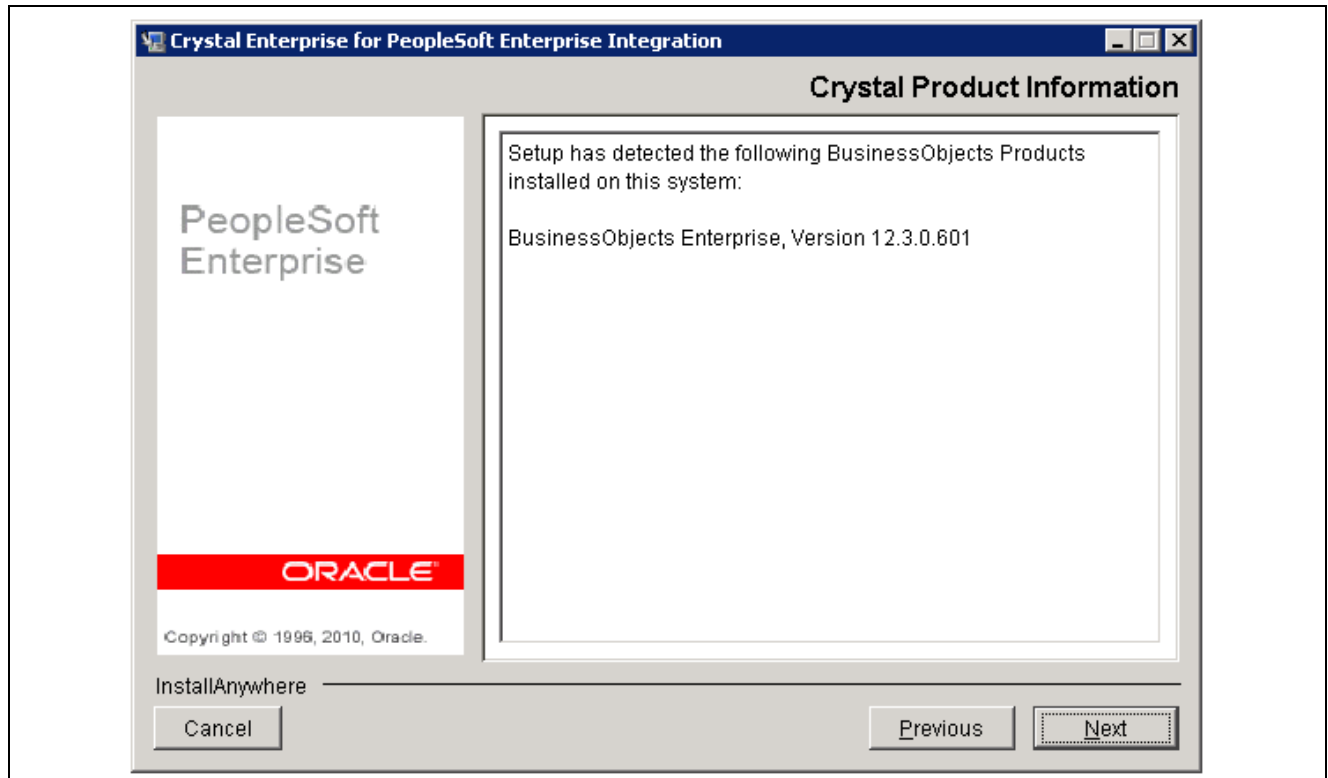 Crystal Enterprise for PeopleSoft Enterprise Integration
Crystal Product Information
Setup has detected the following BusinessObjects Products
installed on this system:
BusinessObjects Enterprise, Version 12.3.0.601
PeopleSoft
Enterprise
ORACLE
Copyright © 1996, 2010, Oracle.
InstallAnywhere
Cancel
Previous
Next